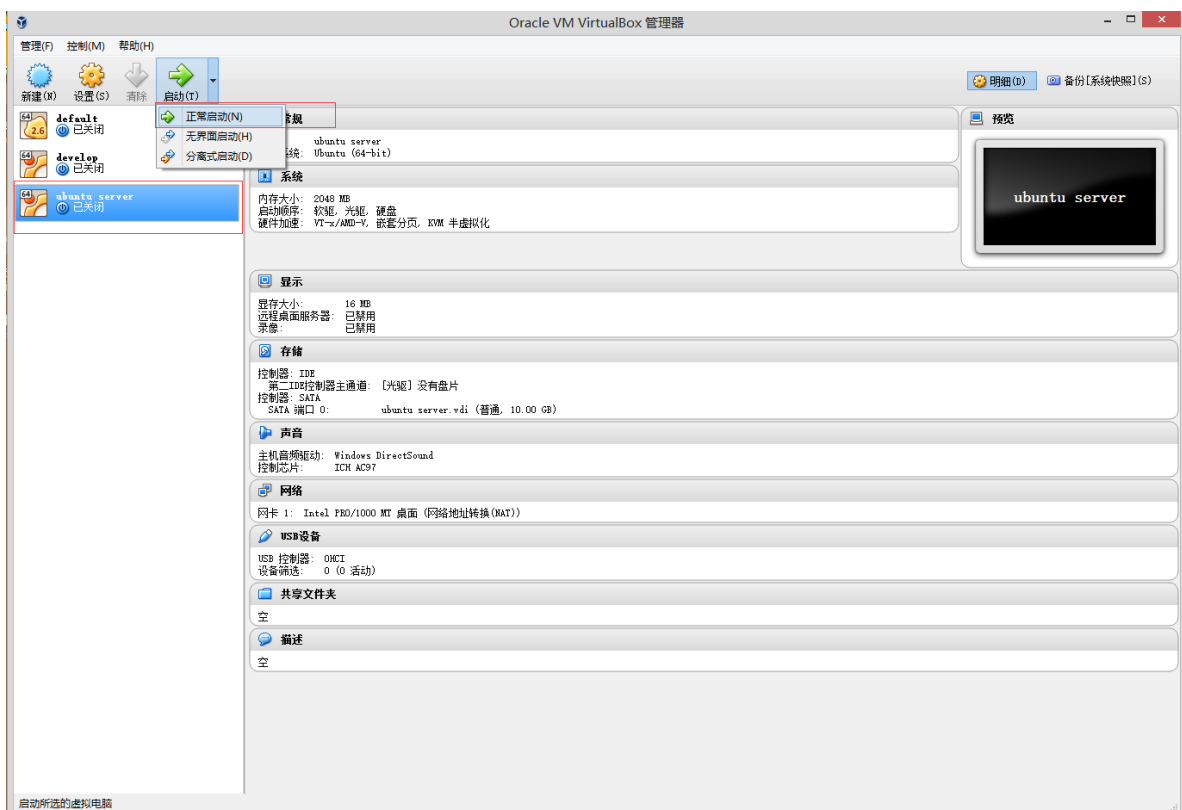 Oracle VM VirtualBox 管理器
管理(F) 控制(M) 帮助(H)
新建(N) 设置(S) 清除 启动(T) 明细(D) 备份[系统快照](S)
正常启动(N)
无界面启动(H)
分离式启动(D)
64
2.6
default
已关闭
64
develop
已关闭
64
ubuntu server
已关闭
常规
ubuntu server
系统: Ubuntu (64-bit)
预览
ubuntu server
系统
内存大小: 2048 MB
启动顺序: 软驱, 光驱, 硬盘
硬件加速: VT-x/AMD-V, 嵌套分页, KVM 半虚拟化
显示
显存大小: 16 MB
远程桌面服务器: 已禁用
录像: 已禁用
存储
控制器: IDE
第二IDE控制器主通道: [光驱] 没有盘片
控制器: SATA
SATA 端口 0: ubuntu server.vdi (普通, 10.00 GB)
声音
主机音频驱动: Windows DirectSound
控制芯片: ICH AC97
网络
网卡 1: Intel PRO/1000 MT 桌面 (网络地址转换(NAT))
USB设备
USB 控制器: OHCI
设备筛选: 0 (0 活动)
共享文件夹
空
描述
空
启动所选的虚拟电脑